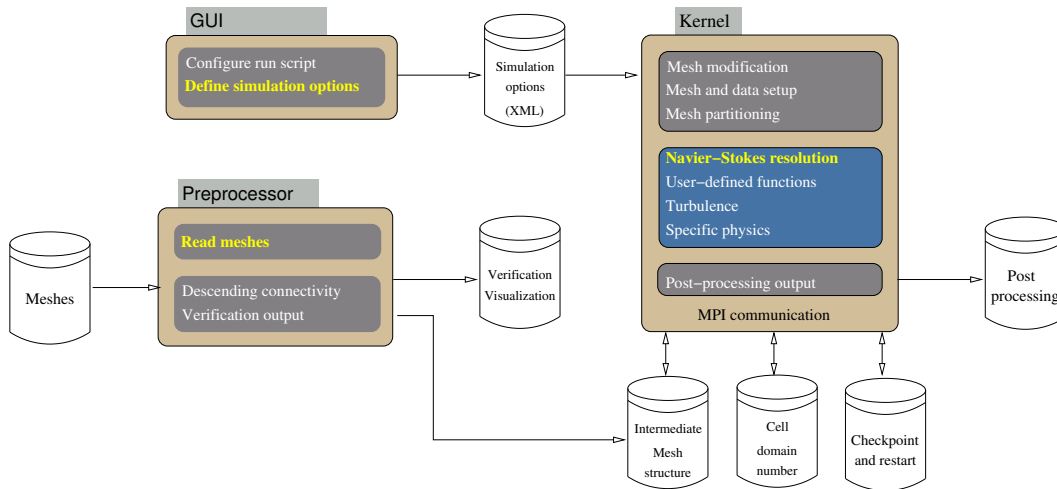 GUI
Configure run script
Define simulation options
Simulation
options
(XML)
Kernel
Mesh modification
Mesh and data setup
Mesh partitioning
Navier−Stokes resolution
User−defined functions
Turbulence
Specific physics
Post−processing output
MPI communication
Preprocessor
Read meshes
Descending connectivity
Verification output
Meshes
Verification
Visualization
Post
processing
Intermediate
Mesh
structure
Cell
domain
number
Checkpoint
and restart